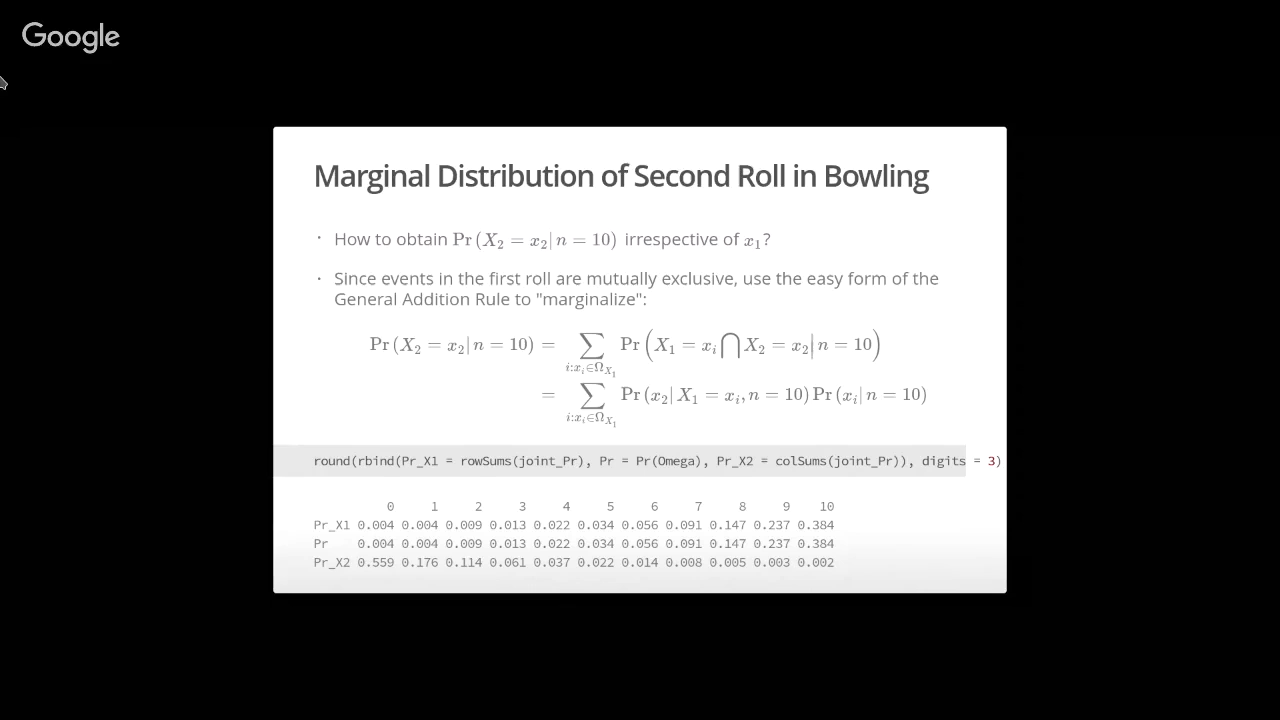 Google
Marginal Distribution of Second Roll in Bowling
· How to obtain Pr (X₂ = x₂| n = 10) irrespective of x₁?
· Since events in the first roll are mutually exclusive, use the easy form of the
General Addition Rule to "marginalize":
Pr (X₂ = x₂| n = 10) = ∑ Pr (X₁ = xᵢ ⋂ X₂ = x₂| n = 10)
i:xᵢ∈Ω_X₁
= ∑ Pr (x₂| X₁ = xᵢ, n = 10) Pr (xᵢ| n = 10)
i:xᵢ∈Ω_X₁
round(rbind(Pr_X1 = rowSums(joint_Pr), Pr = Pr(Omega), Pr_X2 = colSums(joint_Pr)), digits = 3)
0 1 2 3 4 5 6 7 8 9 10
Pr_X1 0.004 0.004 0.009 0.013 0.022 0.034 0.056 0.091 0.147 0.237 0.384
Pr 0.004 0.004 0.009 0.013 0.022 0.034 0.056 0.091 0.147 0.237 0.384
Pr_X2 0.559 0.176 0.114 0.061 0.037 0.022 0.014 0.008 0.005 0.003 0.002